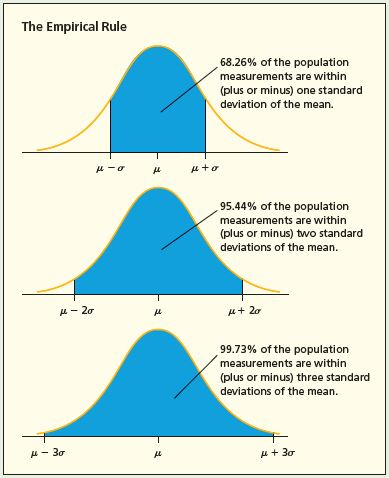 The Empirical Rule
68.26% of the population
measurements are within
(plus or minus) one standard
deviation of the mean.
μ − σ μ μ + σ
95.44% of the population
measurements are within
(plus or minus) two standard
deviations of the mean.
μ − 2σ μ μ + 2σ
99.73% of the population
measurements are within
(plus or minus) three standard
deviations of the mean.
μ − 3σ μ μ + 3σ